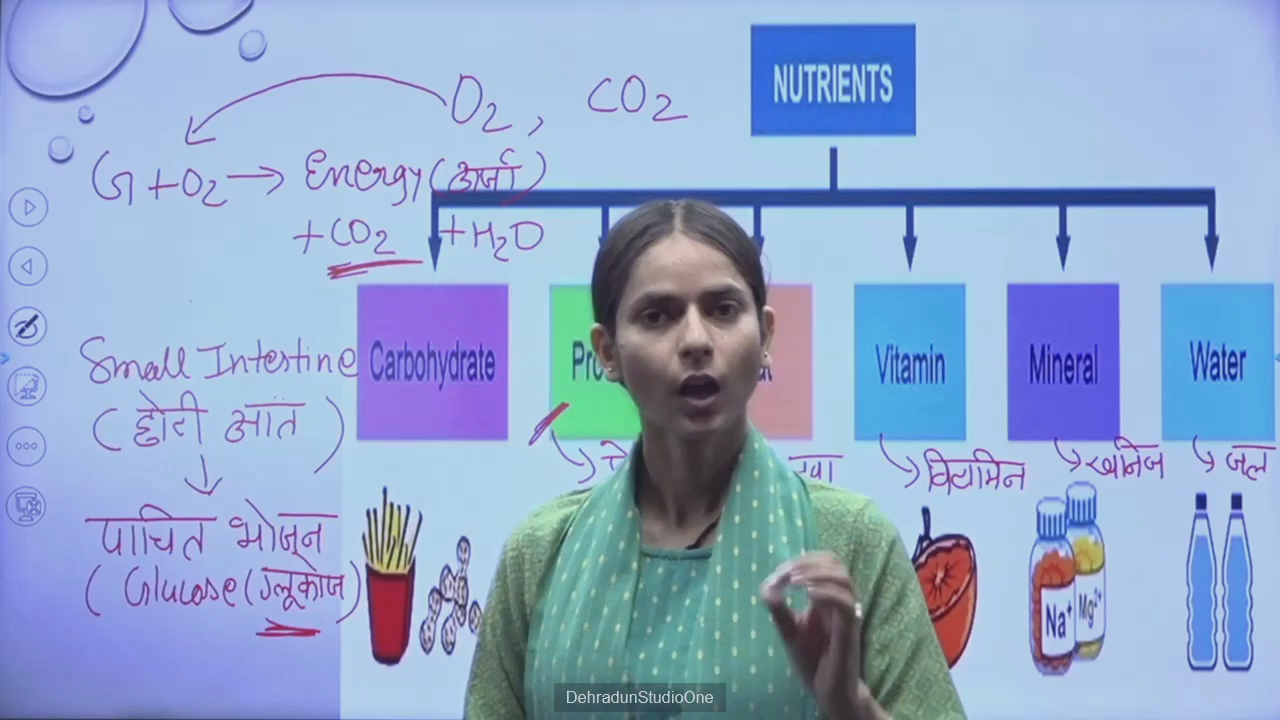 NUTRIENTS
O2, CO2
G + O2 → Energy (ऊर्जा)
+ CO2 + H2O
Small Intestine
(छोटी आंत)
पाचित भोजन
(Glucose (ग्लूकोज)
Carbohydrate
Vitamin
Mineral
Water
विटामिन
खनिज
जल
Na+
Mg2+
DehradunStudioOne